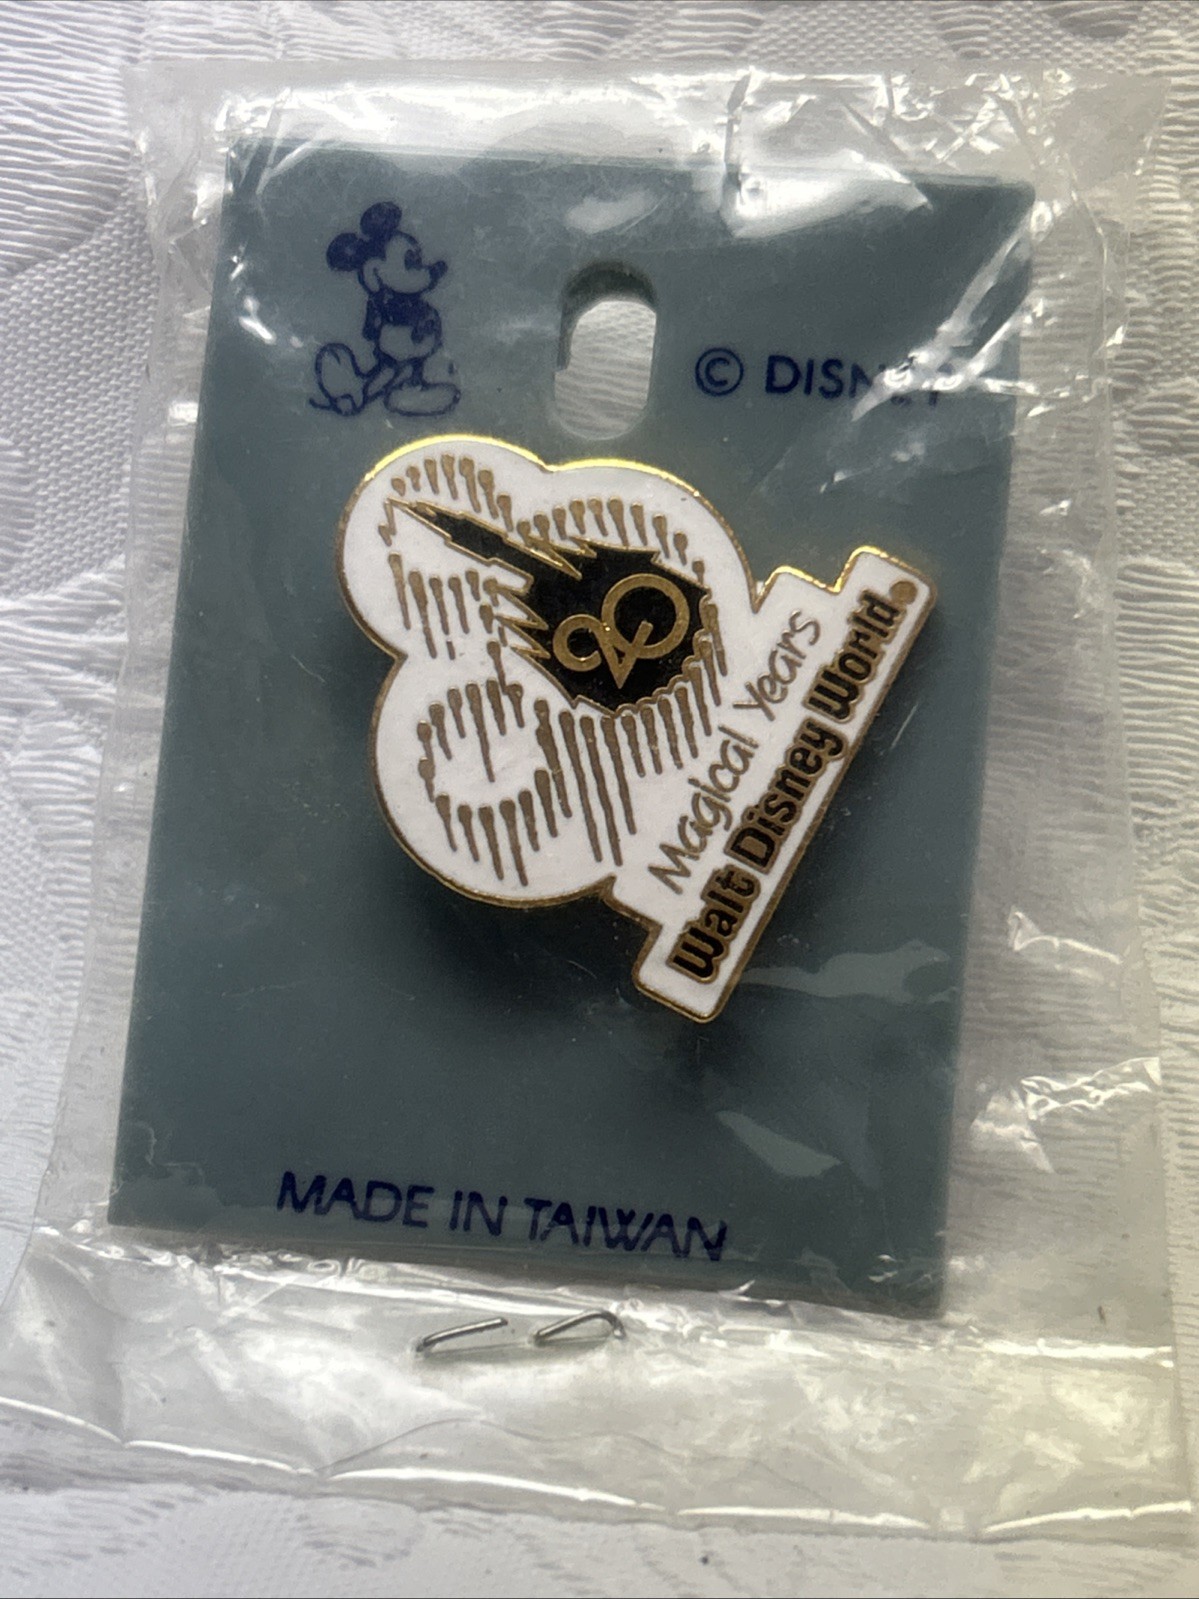 © DISNEY
20
Magical Years
Walt Disney World®
MADE IN TAIWAN